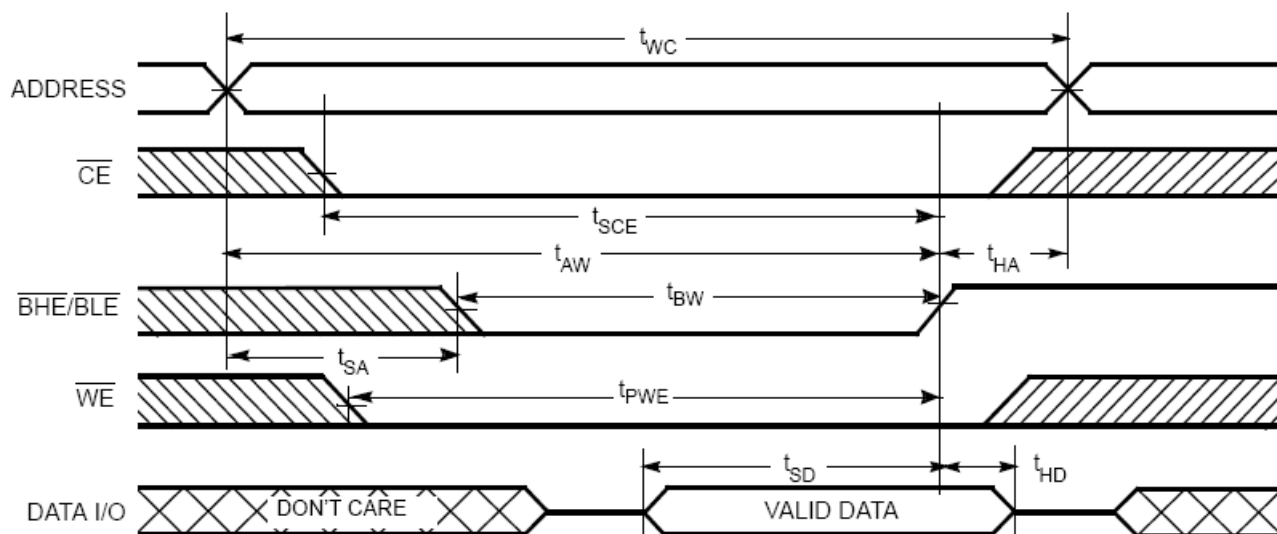 tWC
ADDRESS
CE
tSCE
tAW
tHA
BHE/BLE
tBW
tSA
WE
tPWE
tSD
tHD
DATA I/O
DON'T CARE
VALID DATA